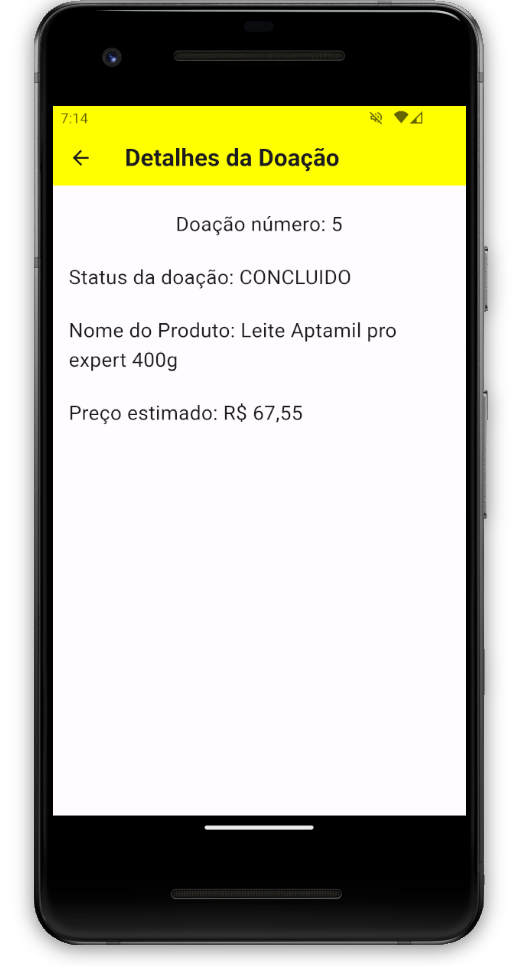 7:14
Detalhes da Doação
Doação número: 5
Status da doação: CONCLUIDO
Nome do Produto: Leite Aptamil pro
expert 400g
Preço estimado: R$ 67,55